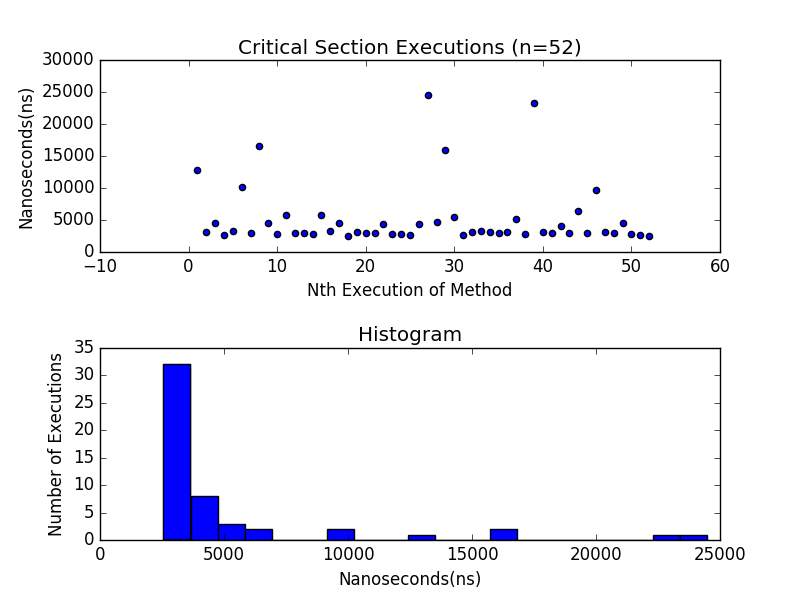 Critical Section Executions (n=52)
30000
25000
20000
15000
10000
5000
0
Nanoseconds(ns)
−10 0 10 20 30 40 50 60
Nth Execution of Method
Histogram
35
30
25
20
15
10
5
0
Number of Executions
0 5000 10000 15000 20000 25000
Nanoseconds(ns)